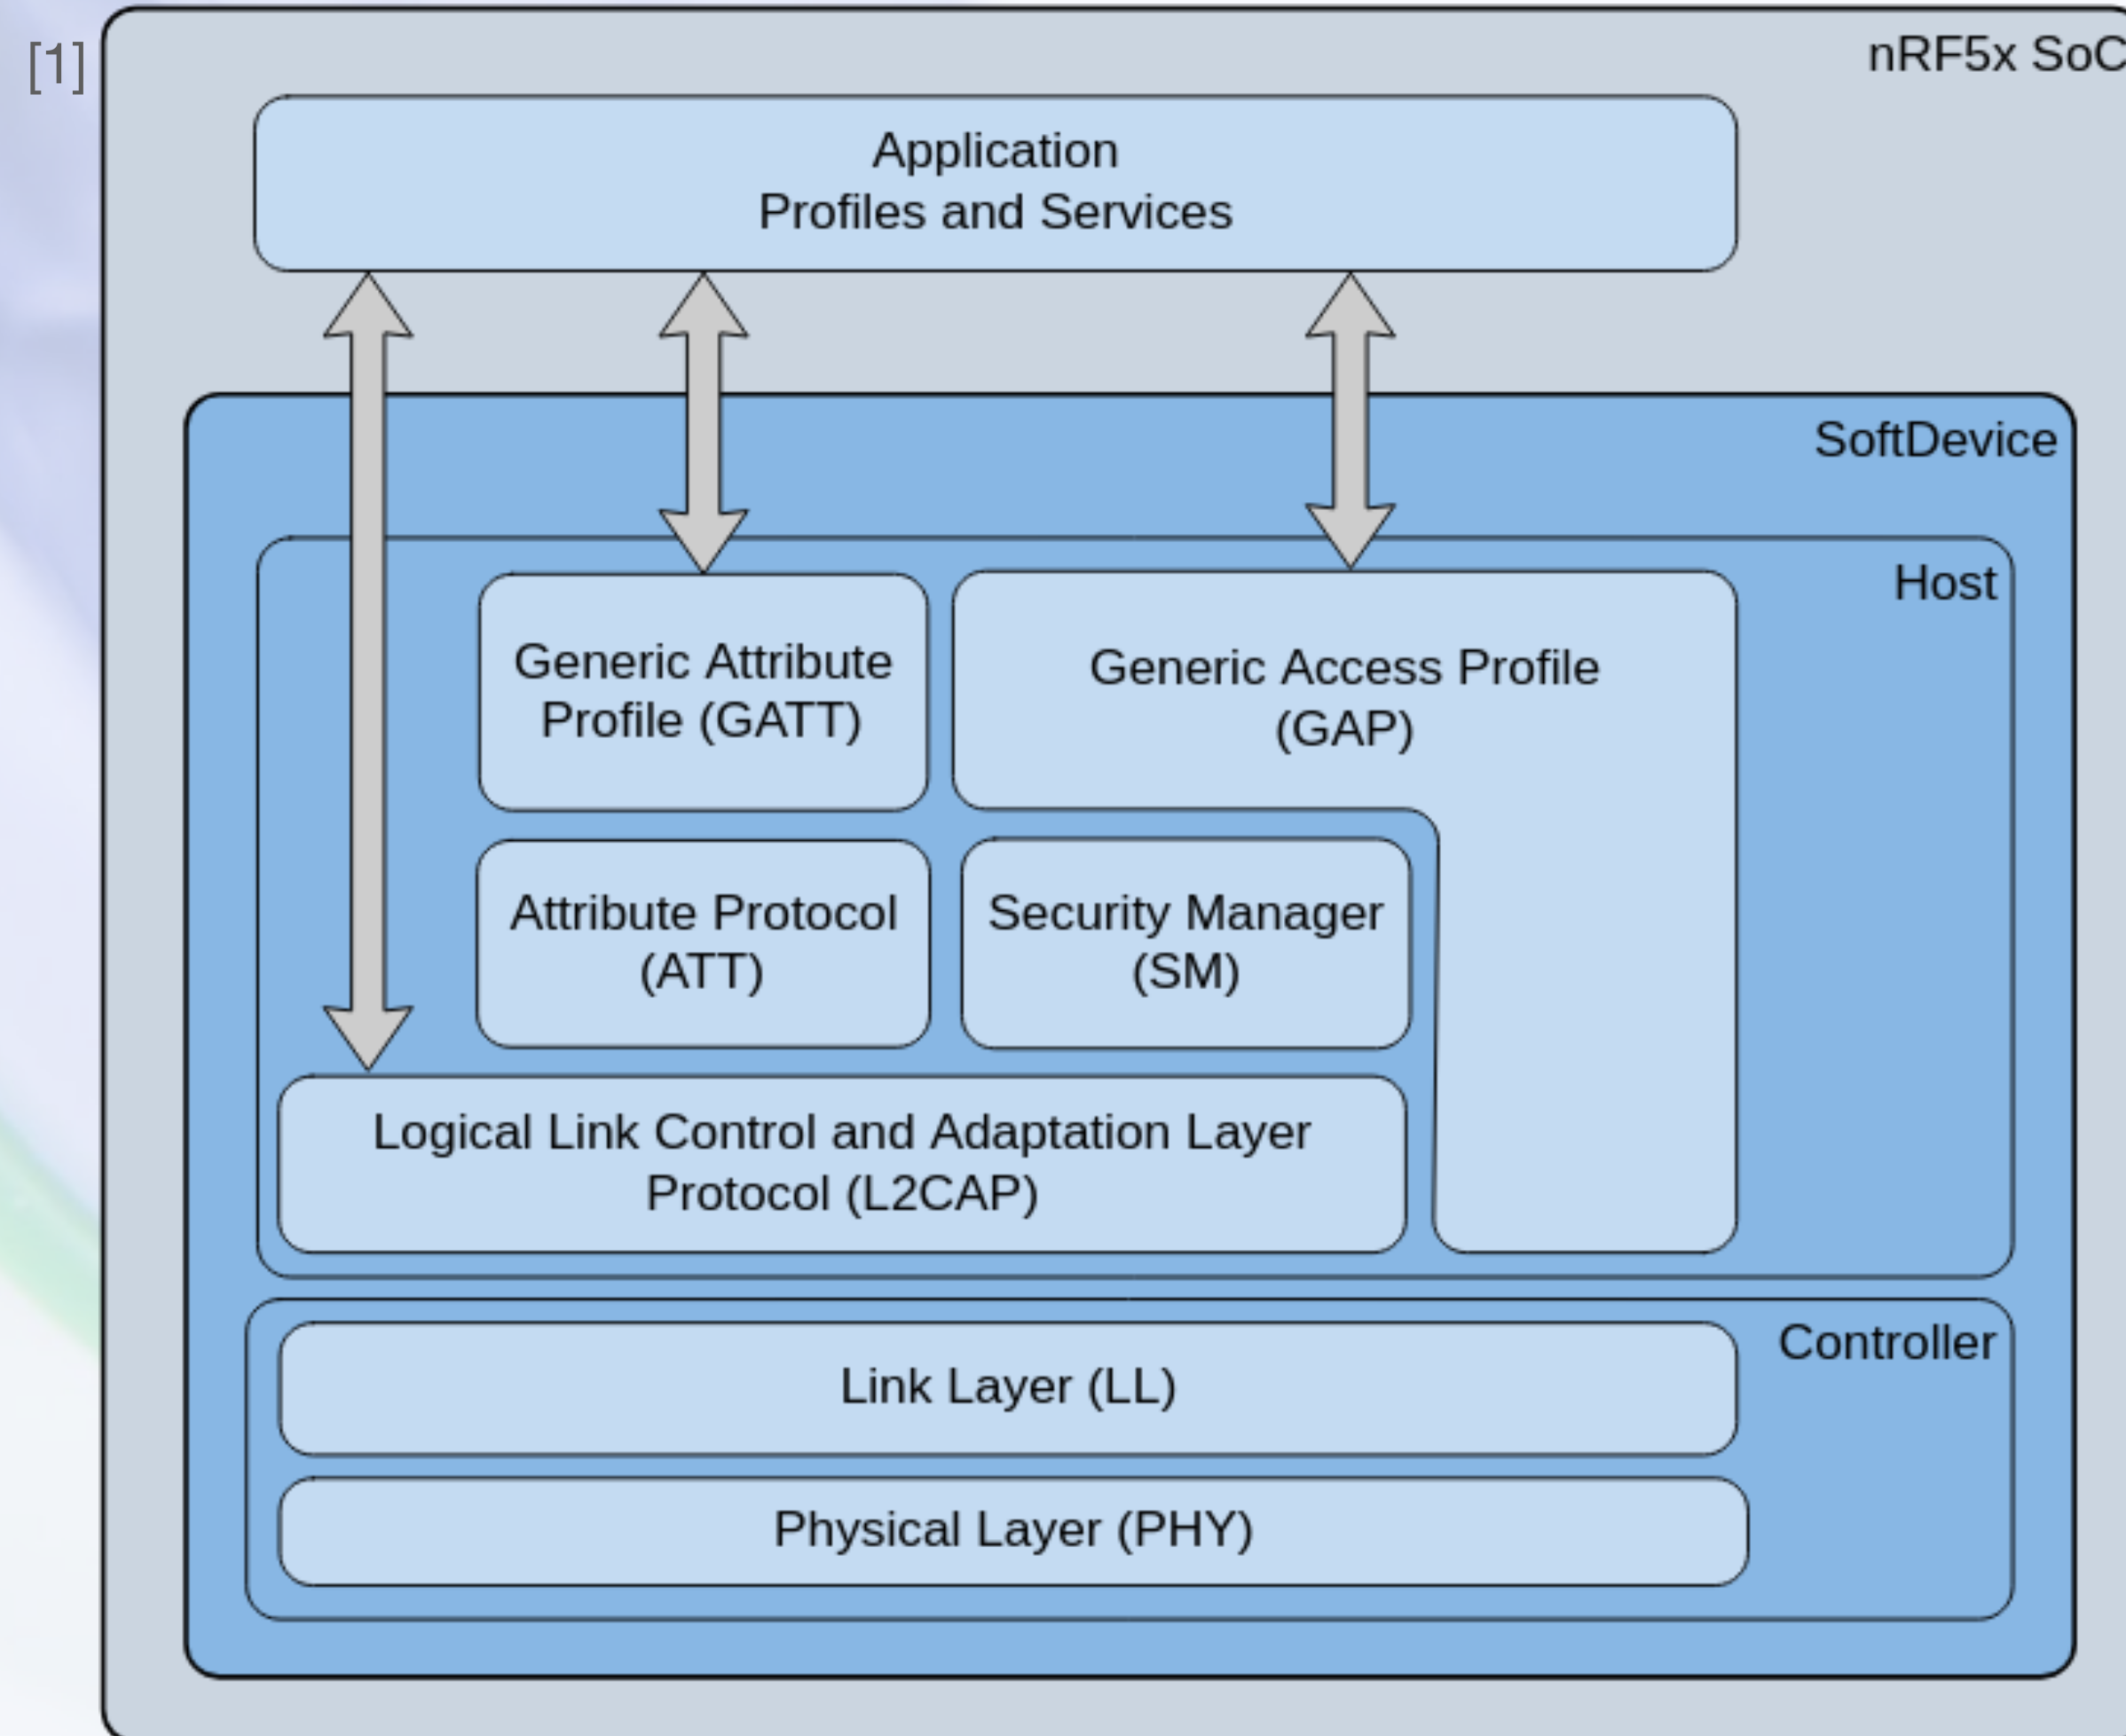 [1]
nRF5x SoC
Application
Profiles and Services
SoftDevice
Host
Generic Attribute
Profile (GATT)
Generic Access Profile
(GAP)
Attribute Protocol
(ATT)
Security Manager
(SM)
Logical Link Control and Adaptation Layer
Protocol (L2CAP)
Controller
Link Layer (LL)
Physical Layer (PHY)